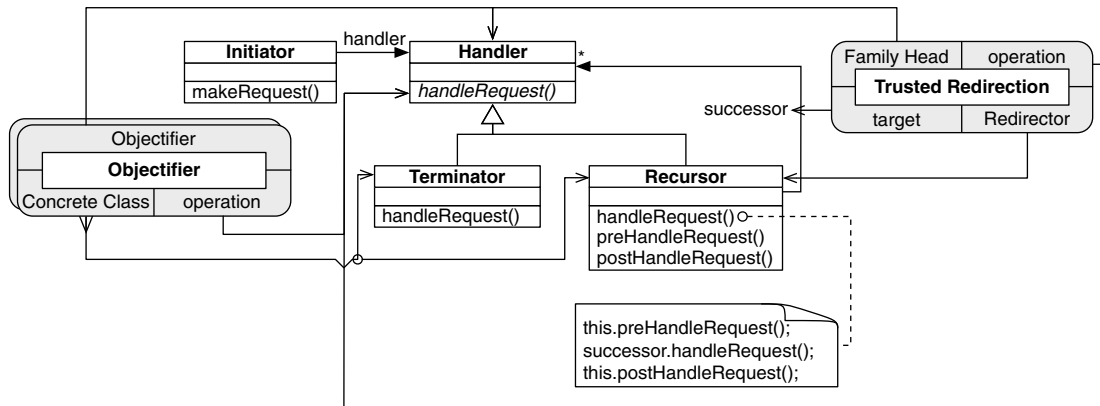 handler
Initiator
makeRequest()
Handler
handleRequest()
*
successor
Family Head
operation
Trusted Redirection
target
Redirector
Objectifier
Objectifier
Concrete Class
operation
Terminator
handleRequest()
Recursor
handleRequest()
preHandleRequest()
postHandleRequest()
this.preHandleRequest();
successor.handleRequest();
this.postHandleRequest();